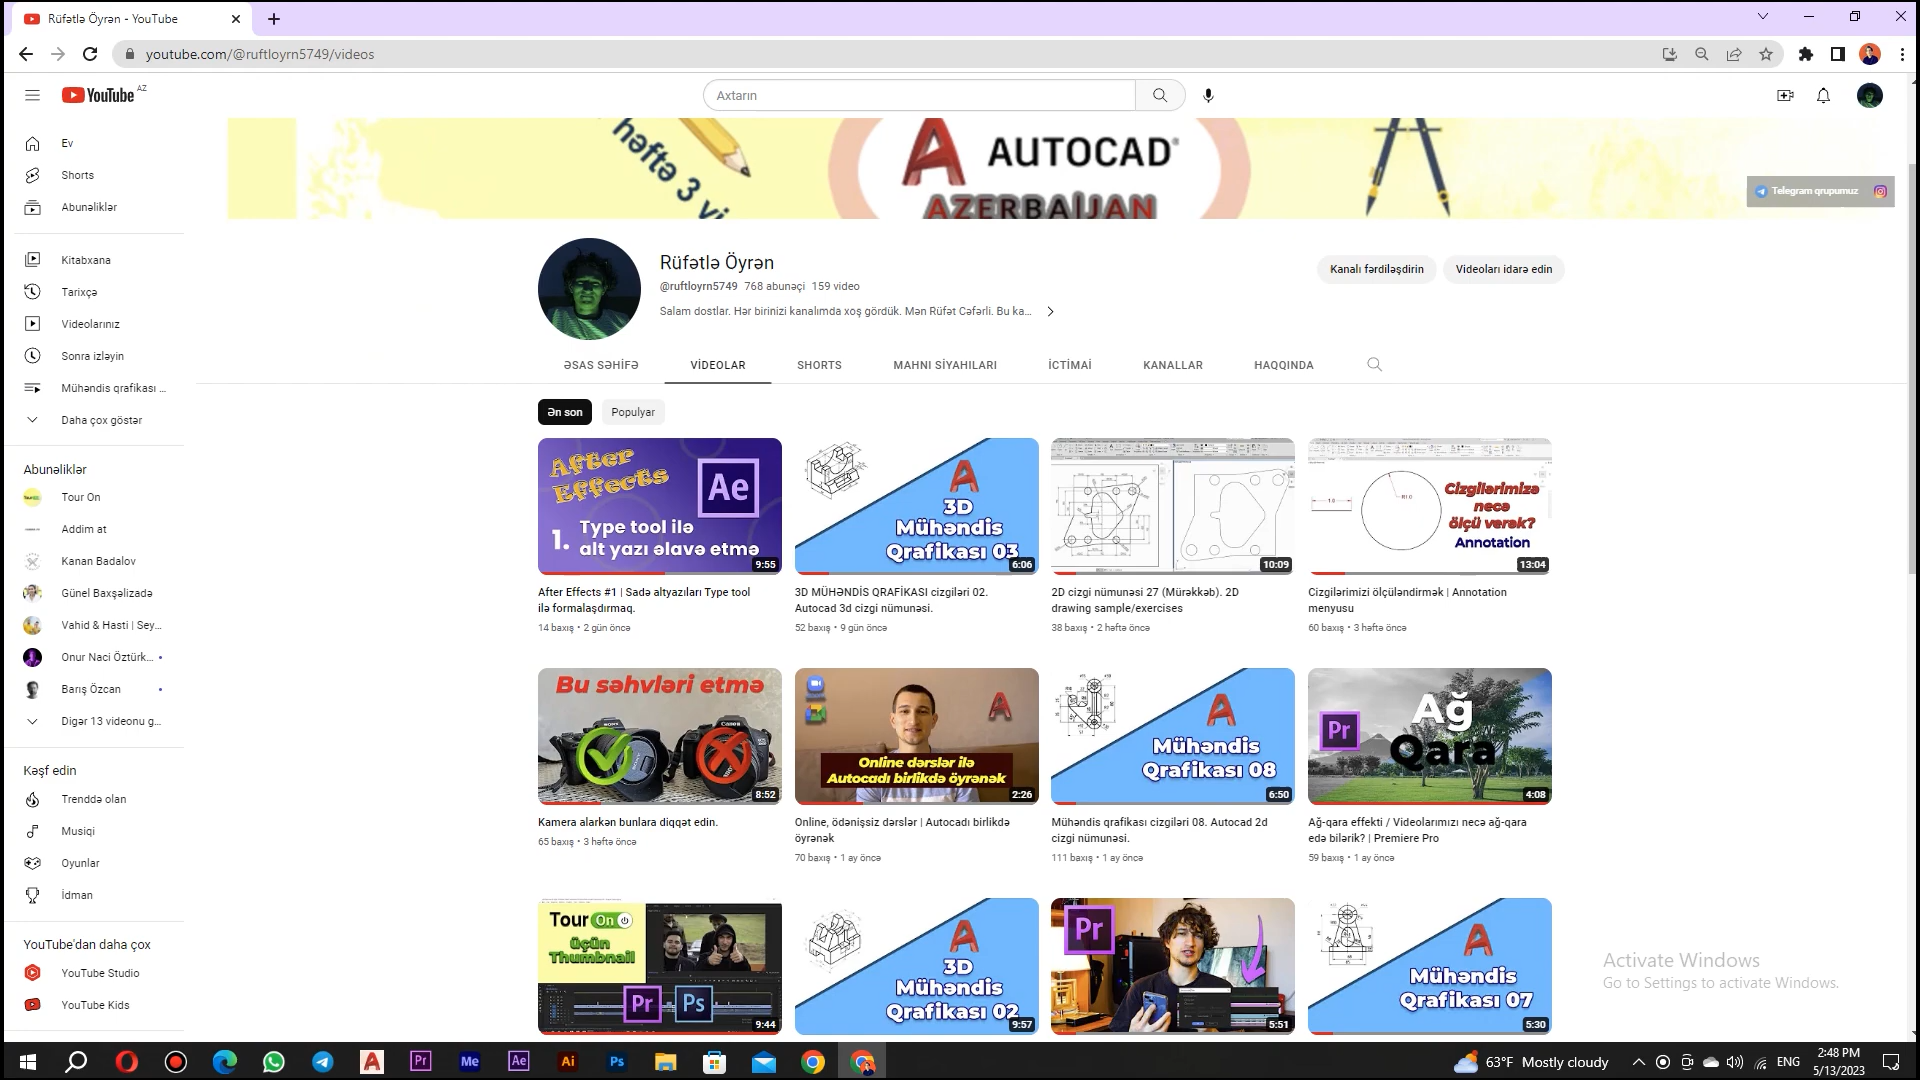 Rüfətlə Öyrən - YouTube
youtube.com/@ruftloyrn5749/videos
YouTube AZ
Axtarın
Ev
Shorts
Abunəliklər
Kitabxana
Tarixçə
Videolarınız
Sonra izləyin
Mühəndis qrafikası ...
Daha çox göstər
Abunəliklər
Tour On
Addim at
Kanan Badalov
Günel Baxşəlizadə
Vahid & Hasti | Sey...
Onur Naci Öztürk...
Barış Özcan
Digər 13 videonu g...
Kəşf edin
Trenddə olan
Musiqi
Oyunlar
İdman
YouTube'dan daha çox
YouTube Studio
YouTube Kids
həftə 3 vi
AUTOCAD
AZERBAİJAN
Telegram qrupumuz
Rüfətlə Öyrən
@ruftloyrn5749 768 abunəçi 159 video
Salam dostlar. Hər birinizi kanalımda xoş gördük. Mən Rüfət Cəfərli. Bu ka...
Kanalı fərdiləşdirin
Videoları idarə edin
ƏSAS SƏHİFƏ VİDEOLAR SHORTS MAHNI SİYAHILARI İCTİMAİ KANALLAR HAQQINDA
Ən son
Populyar
After
Effects
Ae
1. Type tool ilə
alt yazı əlavə etmə
9:55
After Effects #1 | Sadə altyazıları Type tool
ilə formalaşdırmaq.
14 baxış • 2 gün öncə
3D
Mühəndis
Qrafikası 03
6:06
3D MÜHƏNDİS QRAFİKASI cizgiləri 02.
Autocad 3d cizgi nümunəsi.
52 baxış • 9 gün öncə
10:09
2D cizgi nümunəsi 27 (Mürəkkəb). 2D
drawing sample/exercises
38 baxış • 2 həftə öncə
Cizgilərimizə
necə
ölçü verək?
Annotation
13:04
Cizgilərimizi ölçüləndirmək | Annotation
menyusu
60 baxış • 3 həftə öncə
Bu səhvləri etmə
SONY
Canon
8:52
Kamera alarkən bunlara diqqət edin.
65 baxış • 3 həftə öncə
Online dərslər ilə
Autocadı birlikdə öyrənək
2:26
Online, ödənişsiz dərslər | Autocadı birlikdə
öyrənək
70 baxış • 1 ay öncə
Mühəndis
Qrafikası 08
6:50
Mühəndis qrafikası cizgiləri 08. Autocad 2d
cizgi nümunəsi.
111 baxış • 1 ay öncə
Pr
Ağ
Qara
4:08
Ağ-qara effekti / Videolarımızı necə ağ-qara
edə bilərik? | Premiere Pro
59 baxış • 1 ay öncə
Tour On
üçün
Thumbnail
Pr Ps
9:44
3D
Mühəndis
Qrafikası 02
9:57
Pr
5:51
Mühəndis
Qrafikası 07
5:30
Activate Windows
Go to Settings to activate Windows.
Pr Me Ae Ai Ps
63°F Mostly cloudy
ENG
2:48 PM
5/13/2023